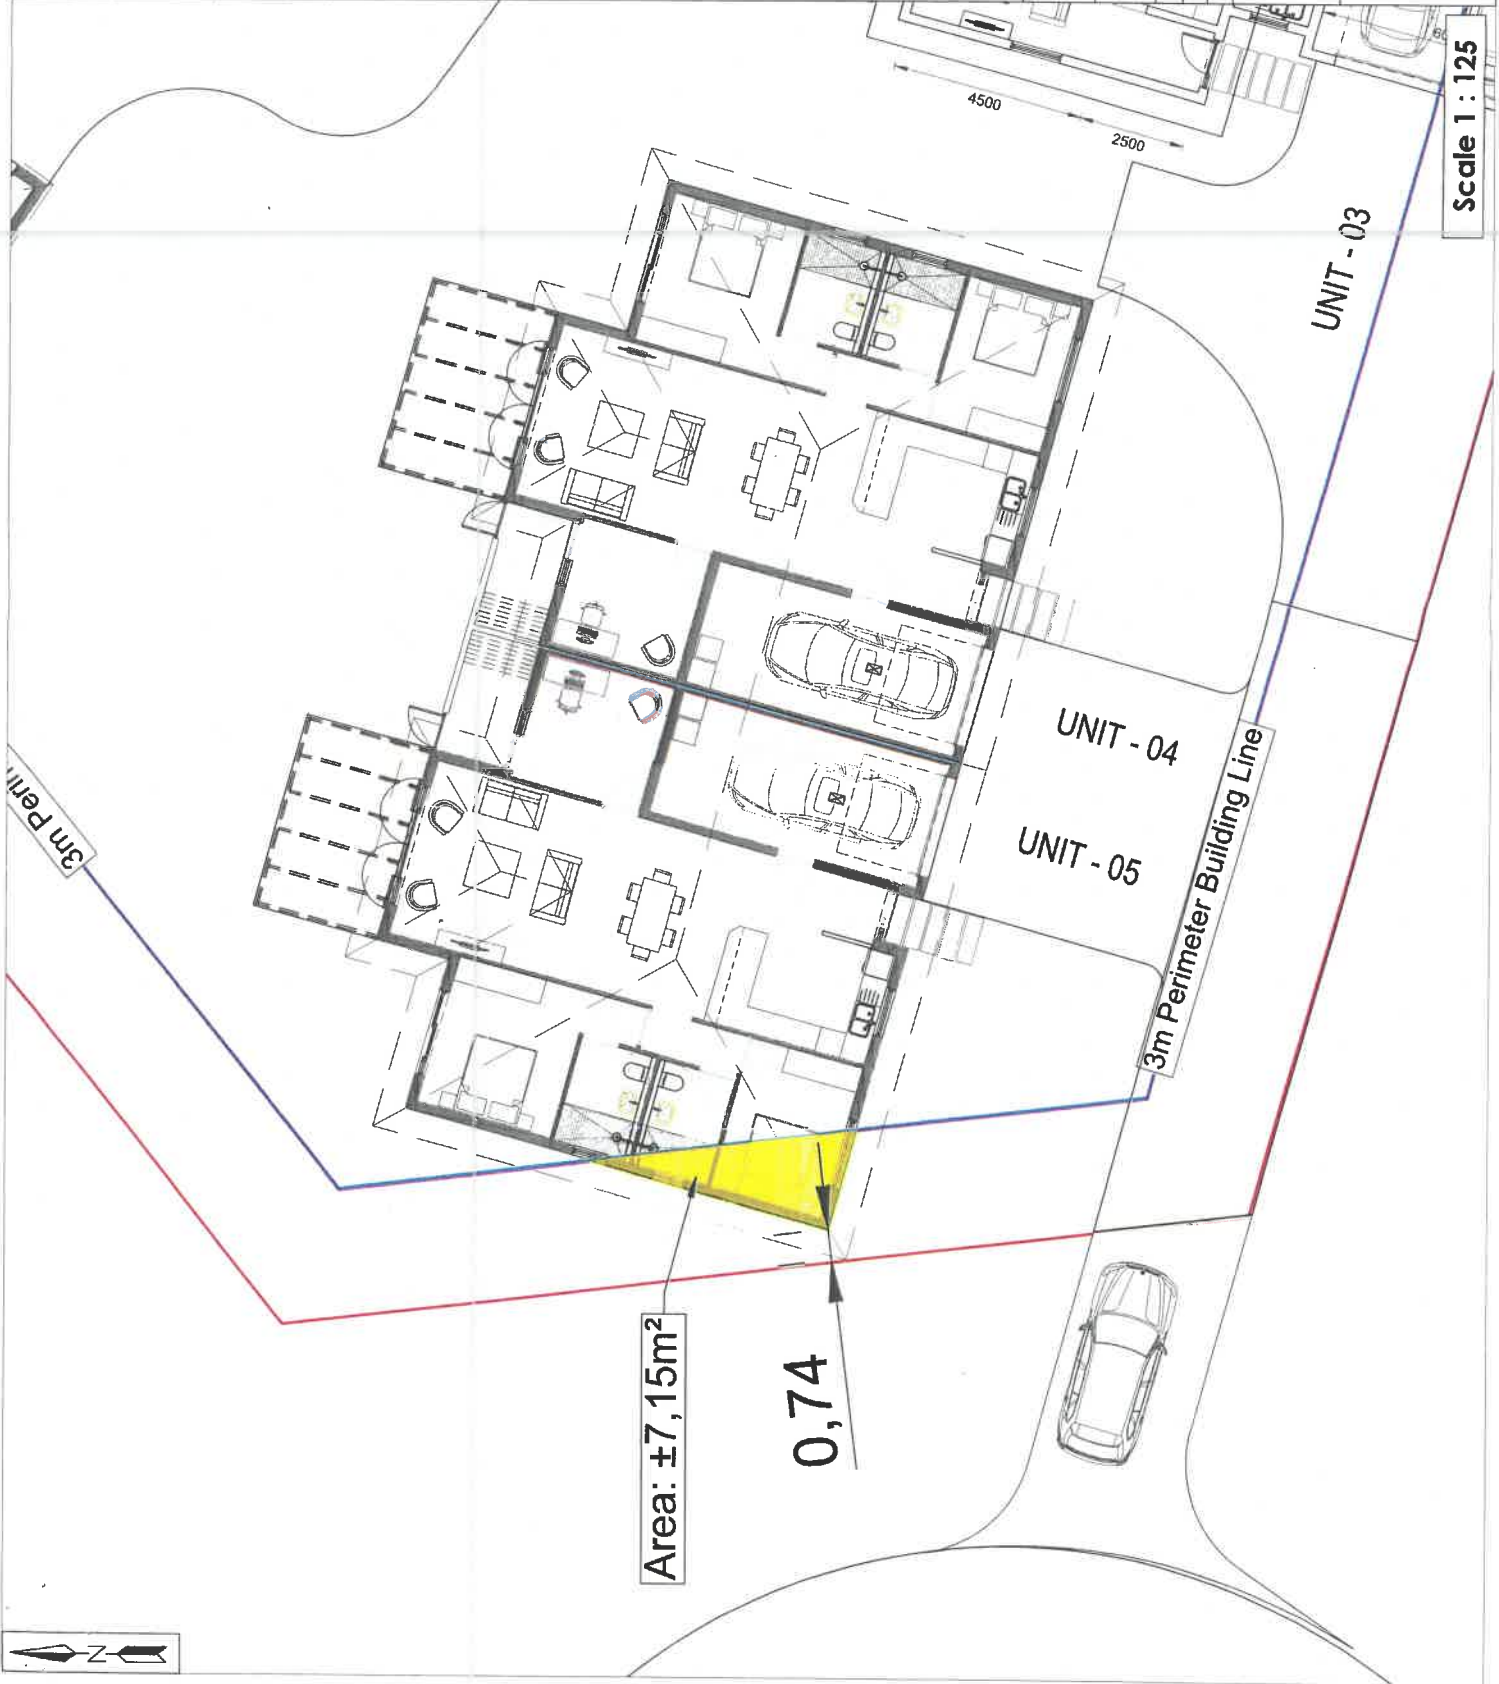 4500
2500
Scale 1 : 125
UNIT - 03
UNIT - 04
UNIT - 05
3m Perimeter Building Line
3m
Area: ±7,15m²
0,74
N